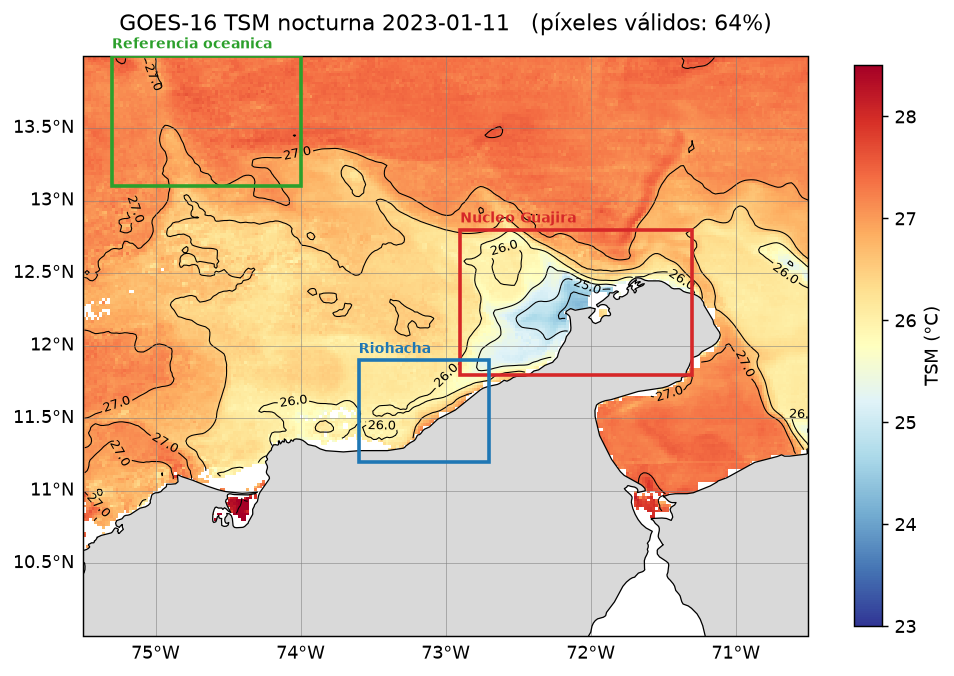 GOES-16 TSM nocturna 2023-01-11   (píxeles válidos: 64%)
Referencia oceanica
27.0
28
13.5°N
27.0
13°N
27.0
Nucleo Guajira
27
26.0
12.5°N
26.0
26.0
25.0
26
TSM (°C)
12°N
Riohacha
27.0
26.0
25
27.0
27.0
26.0
26.
11.5°N
26.0
27.0
27.0
11°N
27.0
24
10.5°N
23
75°W
74°W
73°W
72°W
71°W